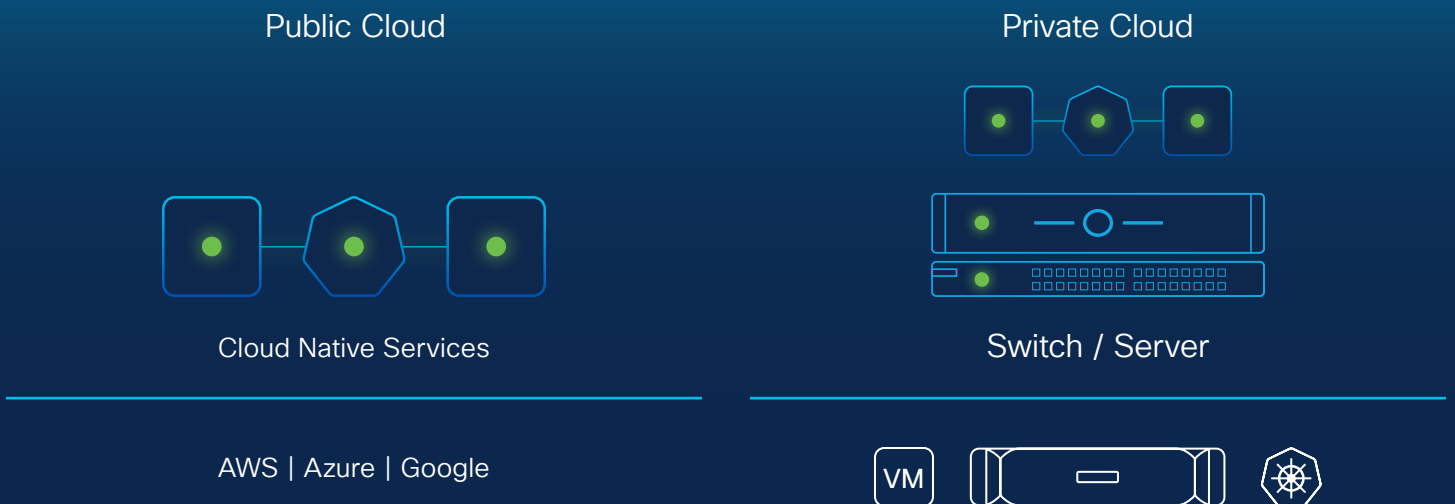 Public Cloud
Cloud Native Services
AWS | Azure | Google
Private Cloud
Switch / Server
VM